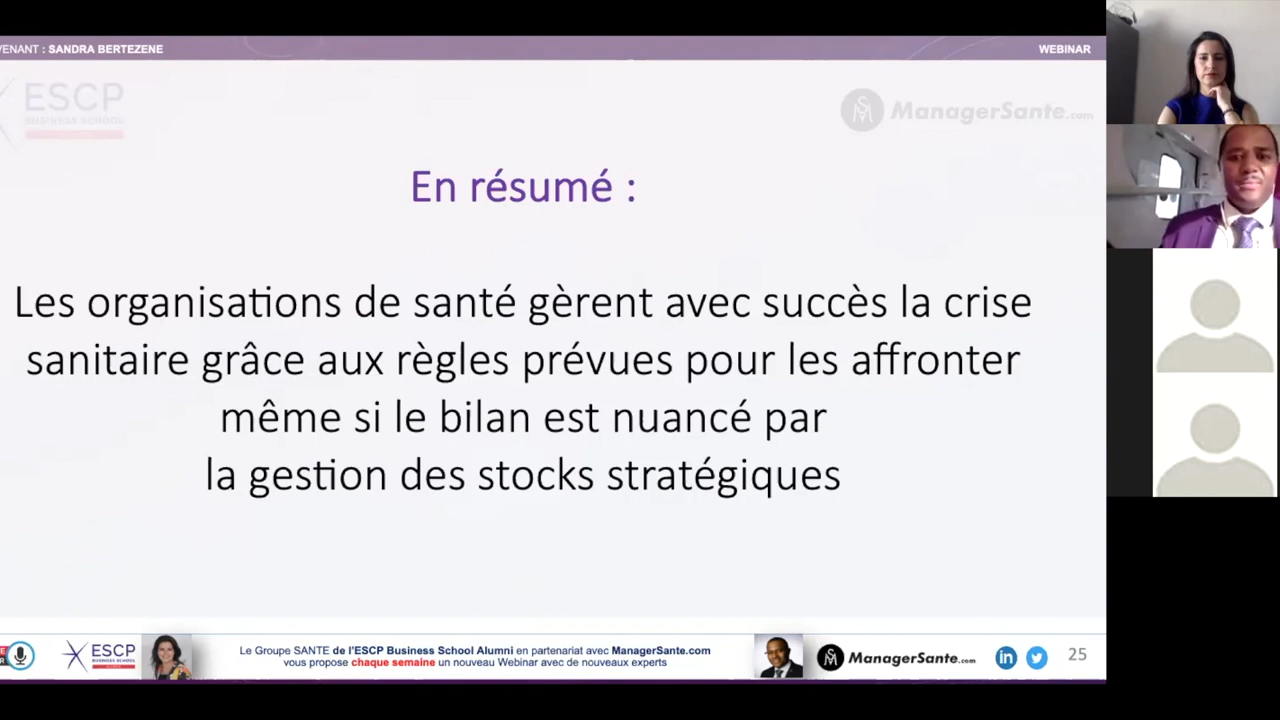 VENANT : SANDRA BERTEZENE
WEBINAR
ESCP
BUSINESS SCHOOL
ManagerSante.com
En résumé :
Les organisations de santé gèrent avec succès la crise
sanitaire grâce aux règles prévues pour les affronter
même si le bilan est nuancé par
la gestion des stocks stratégiques
ESCP
BUSINESS SCHOOL
Le Groupe SANTE de l'ESCP Business School Alumni en partenariat avec ManagerSante.com
vous propose chaque semaine un nouveau Webinar avec de nouveaux experts
ManagerSante.com
in
25